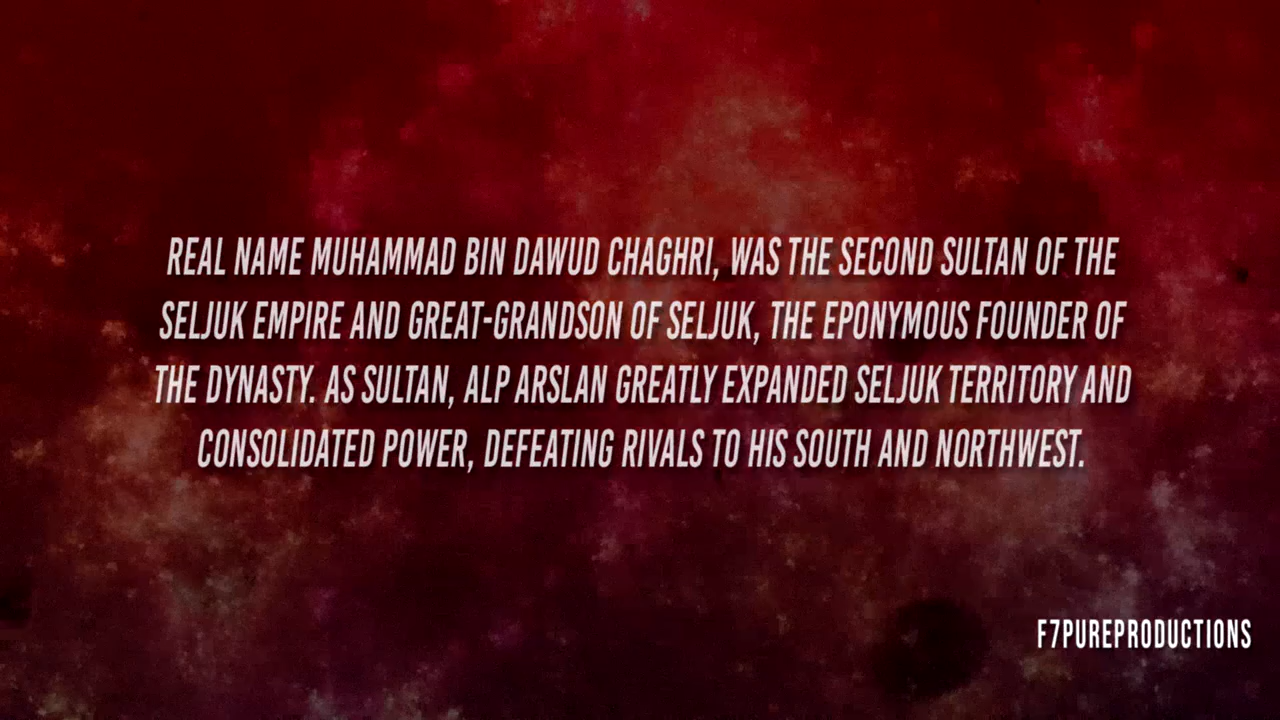 REAL NAME MUHAMMAD BIN DAWUD CHAGHRI, WAS THE SECOND SULTAN OF THE
SELJUK EMPIRE AND GREAT-GRANDSON OF SELJUK, THE EPONYMOUS FOUNDER OF
THE DYNASTY. AS SULTAN, ALP ARSLAN GREATLY EXPANDED SELJUK TERRITORY AND
CONSOLIDATED POWER, DEFEATING RIVALS TO HIS SOUTH AND NORTHWEST.
F7PUREPRODUCTIONS